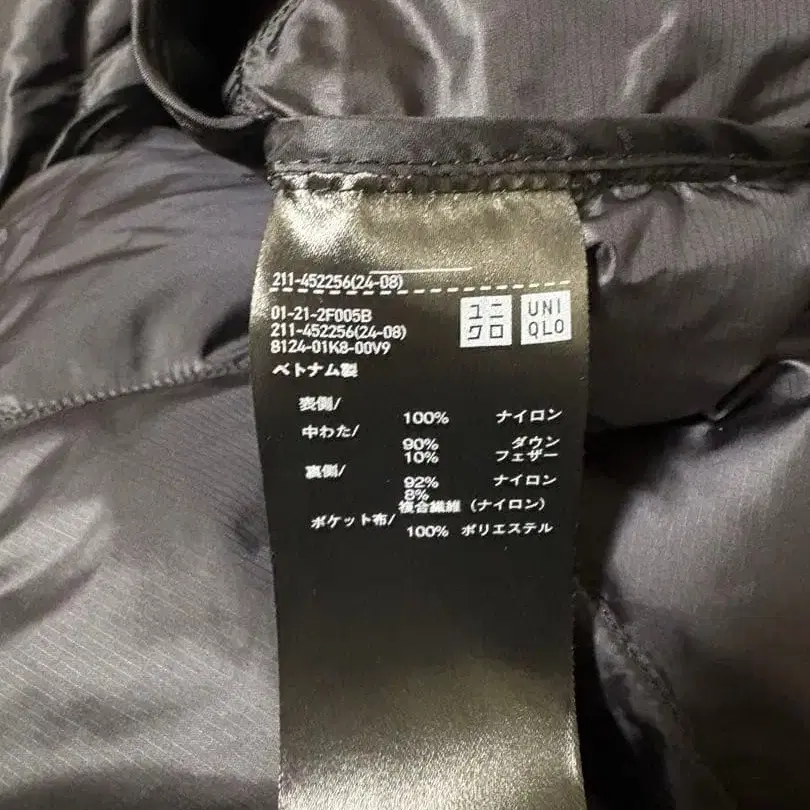 211-452256(24-08)
01-21-2F005B
211-452256(24-08)
8124-01K8-00V9
ユニ
クロ
UNI
QLO
ベトナム製
表側/
100% ナイロン
中わた/
90% ダウン
10% フェザー
裏側/
92% ナイロン
8%
複合繊維（ナイロン）
ポケット布/
100% ポリエステル